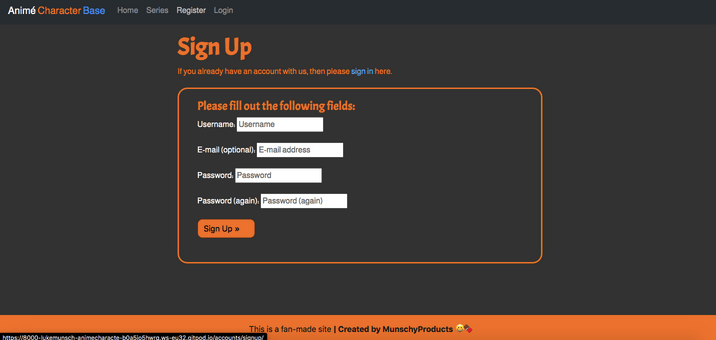 Animé Character Base Home Series Register Login
Sign Up
If you already have an account with us, then please sign in here.
Please fill out the following fields:
Username: Username
E-mail (optional): E-mail address
Password: Password
Password (again): Password (again)
Sign Up »
This is a fan-made site | Created by MunschyProducts
https://8000-lukemunsch-animecharacte-b0a5jo5hwrg.ws-eu32.gitpod.io/accounts/signup/